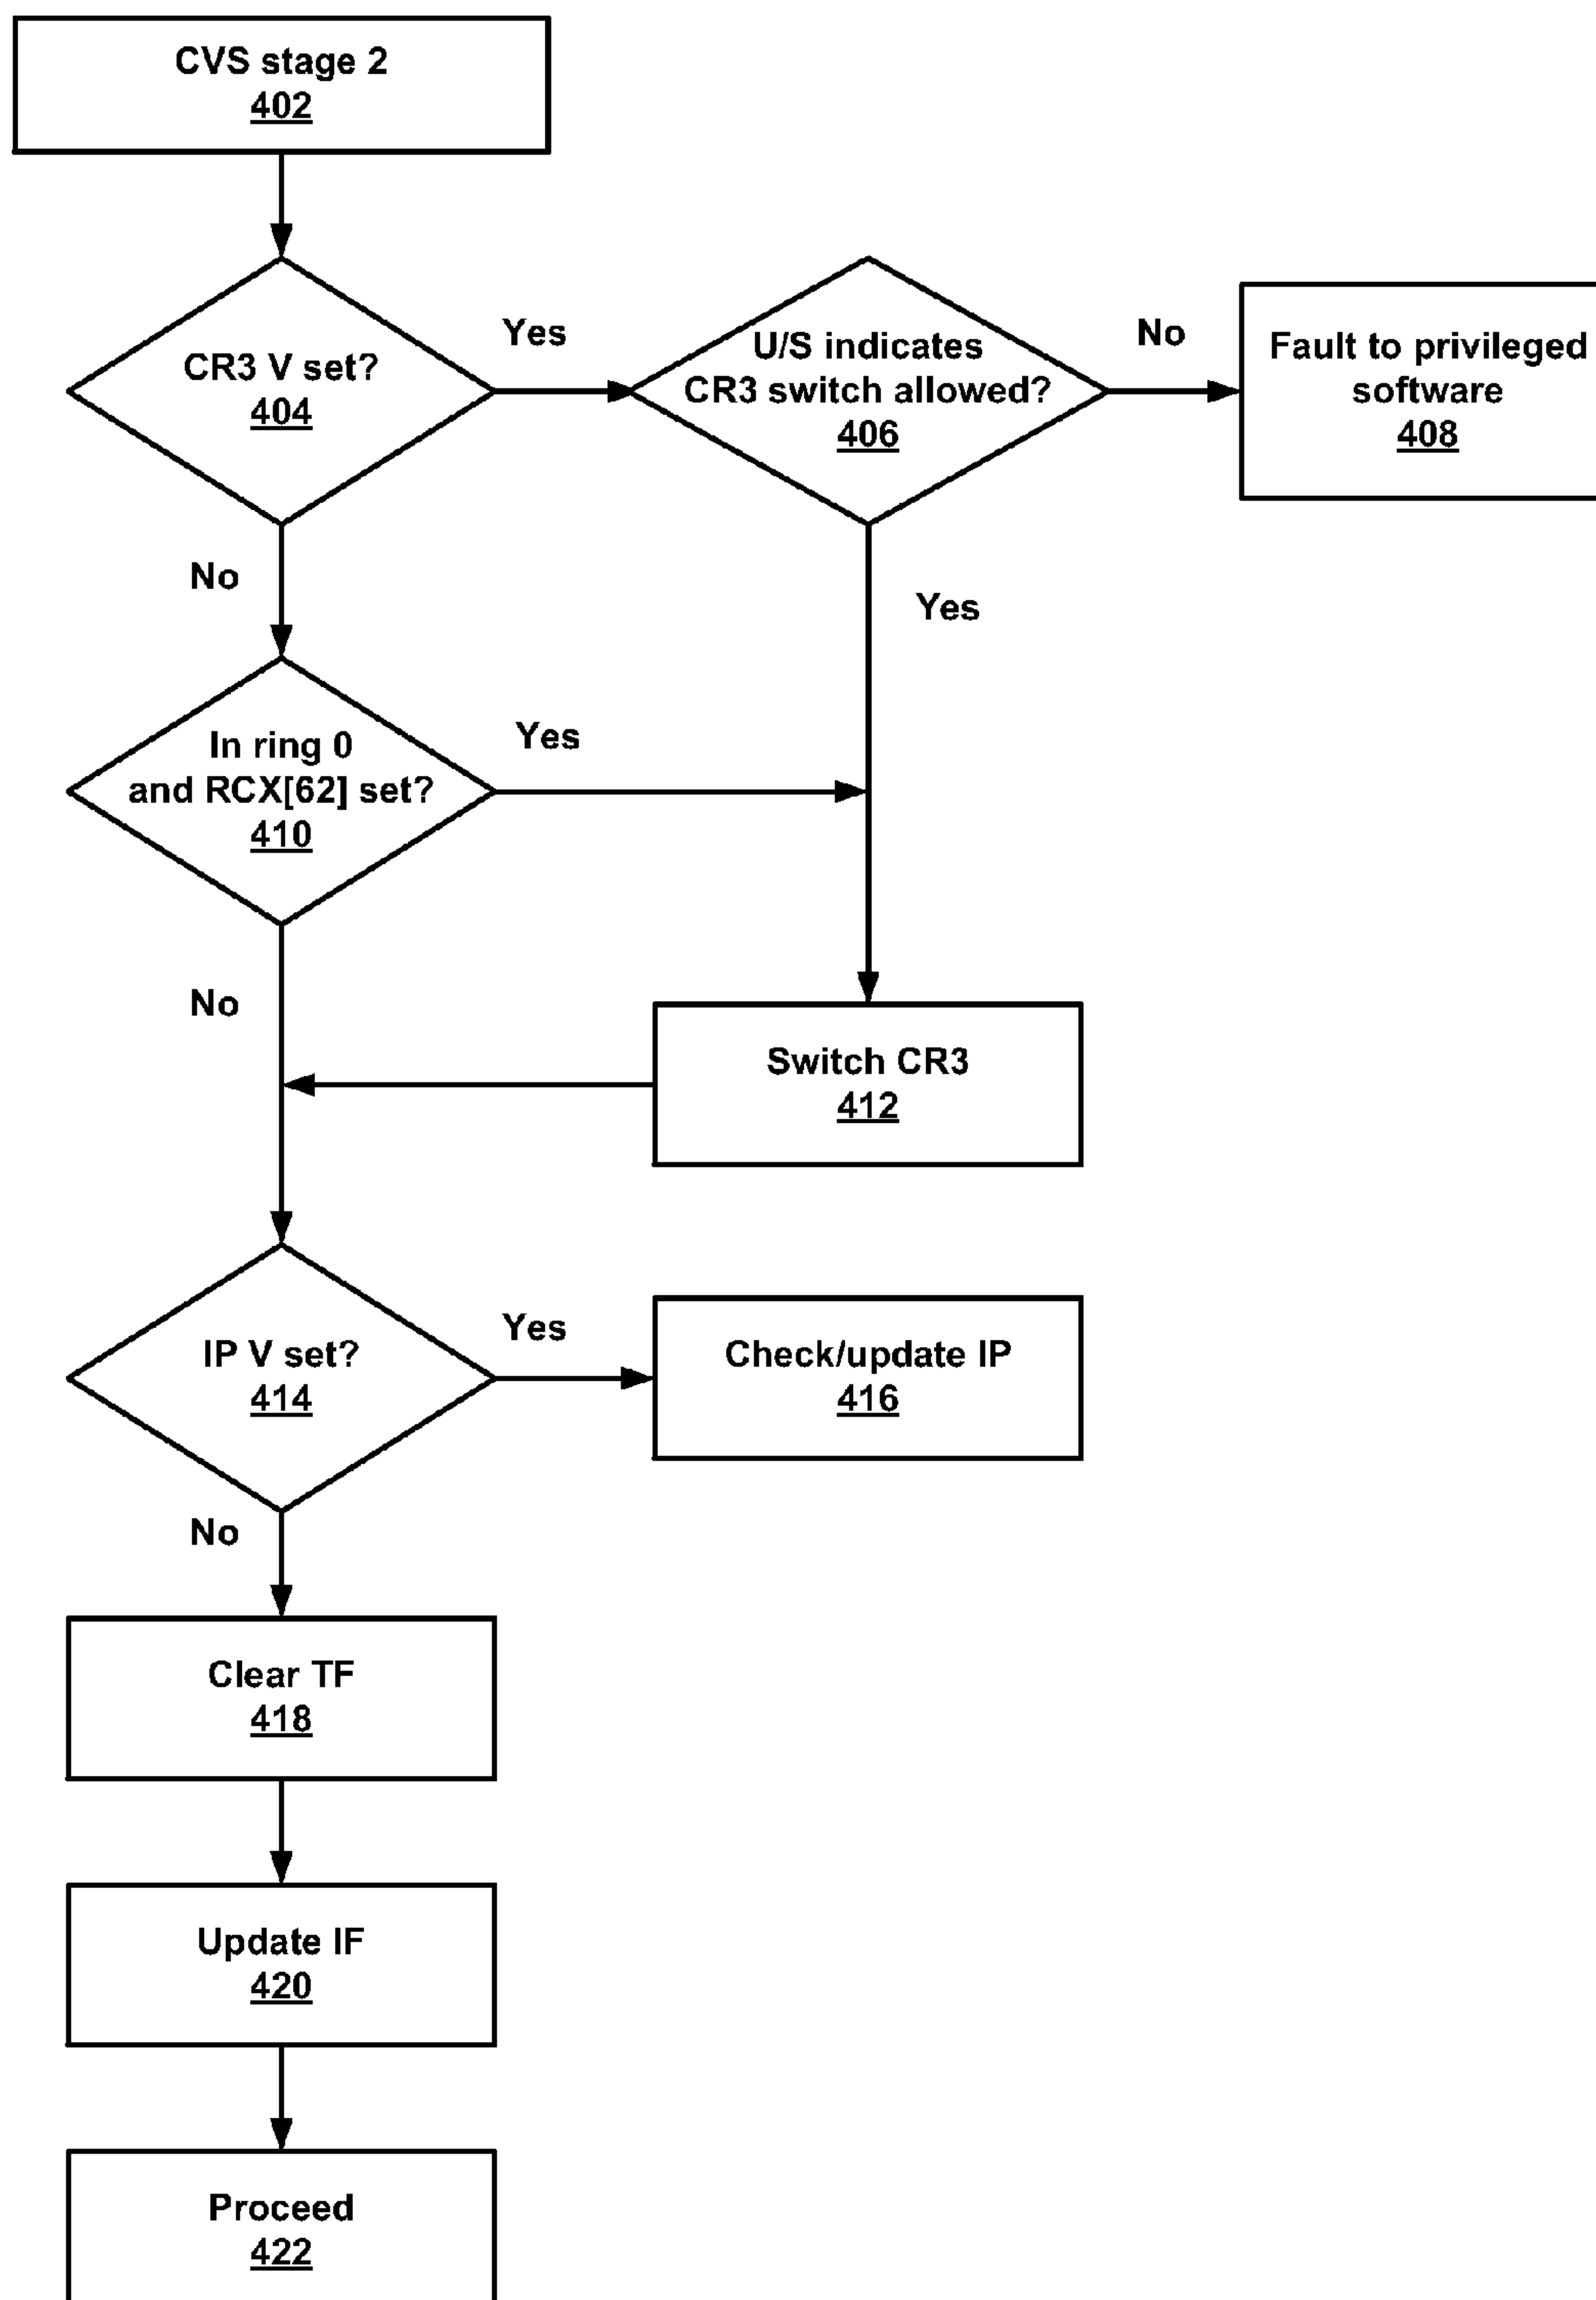 CVS stage 2
402
CR3 V set?
404
Yes
U/S indicates
CR3 switch allowed?
406
No
Fault to privileged
software
408
No
Yes
In ring 0
and RCX[62] set?
410
Yes
No
Switch CR3
412
IP V set?
414
Yes
Check/update IP
416
No
Clear TF
418
Update IF
420
Proceed
422